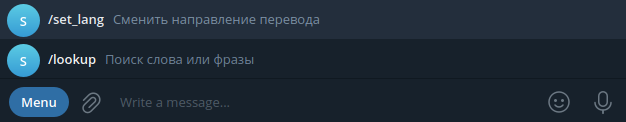 S /set_lang Сменить направление перевода
S /lookup Поиск слова или фразы
Menu Write a message...